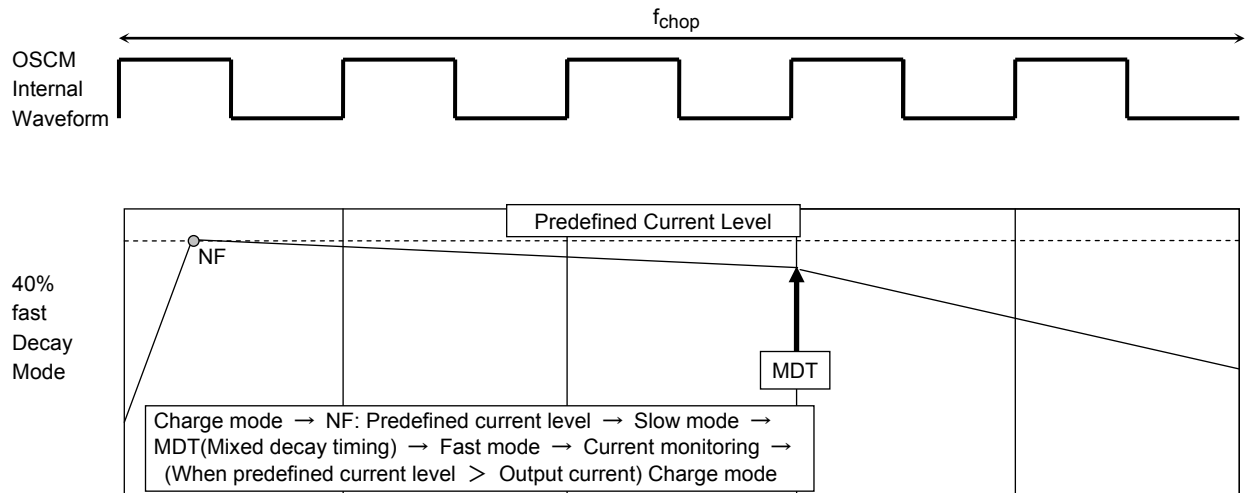 fchop
OSCM
Internal
Waveform
Predefined Current Level
NF
40%
fast
Decay
Mode
MDT
Charge mode → NF: Predefined current level → Slow mode →
MDT(Mixed decay timing) → Fast mode → Current monitoring →
(When predefined current level ＞ Output current) Charge mode